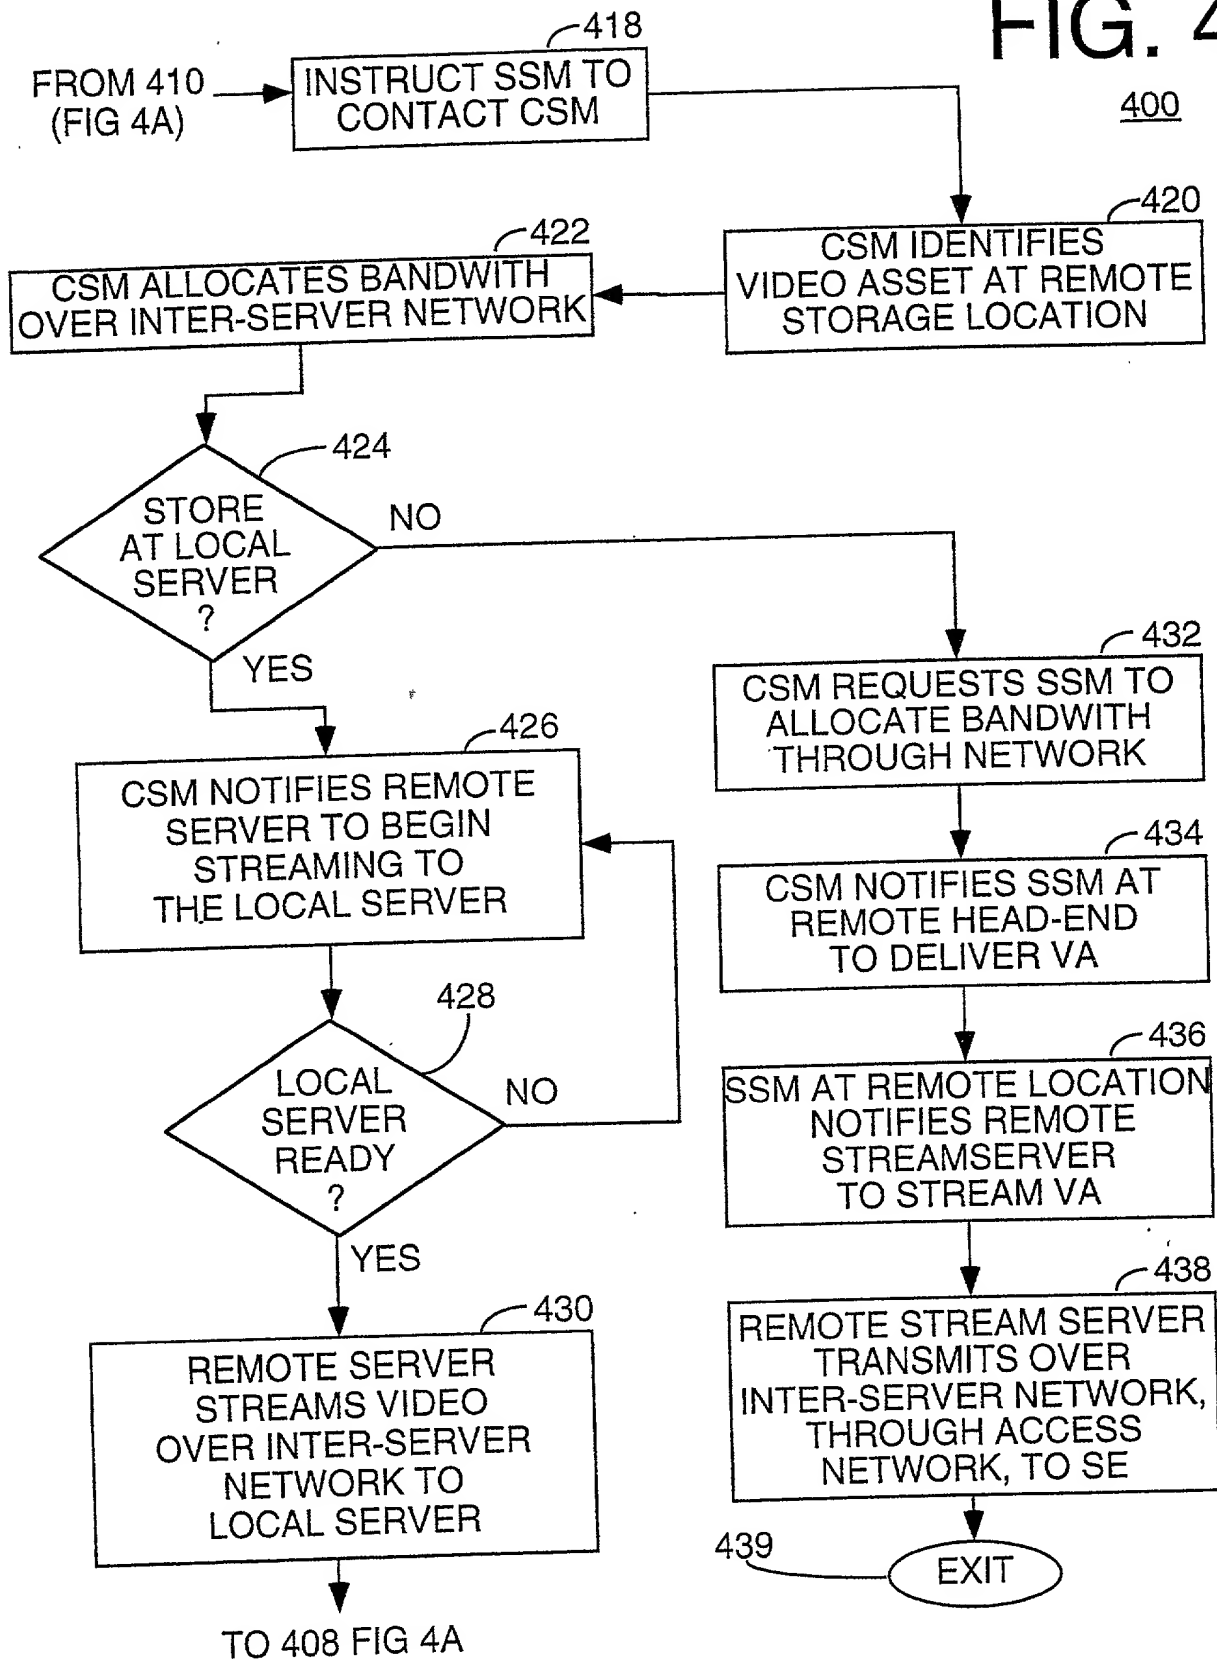 FIG. 4
400
418
FROM 410
(FIG 4A)
INSTRUCT SSM TO
CONTACT CSM
420
CSM IDENTIFIES
VIDEO ASSET AT REMOTE
STORAGE LOCATION
422
CSM ALLOCATES BANDWITH
OVER INTER-SERVER NETWORK
424
STORE
AT LOCAL
SERVER
?
NO
YES
426
CSM NOTIFIES REMOTE
SERVER TO BEGIN
STREAMING TO
THE LOCAL SERVER
428
LOCAL
SERVER
READY
?
NO
YES
430
REMOTE SERVER
STREAMS VIDEO
OVER INTER-SERVER
NETWORK TO
LOCAL SERVER
TO 408 FIG 4A
432
CSM REQUESTS SSM TO
ALLOCATE BANDWITH
THROUGH NETWORK
434
CSM NOTIFIES SSM AT
REMOTE HEAD-END
TO DELIVER VA
436
SSM AT REMOTE LOCATION
NOTIFIES REMOTE
STREAMSERVER
TO STREAM VA
438
REMOTE STREAM SERVER
TRANSMITS OVER
INTER-SERVER NETWORK,
THROUGH ACCESS
NETWORK, TO SE
439
EXIT